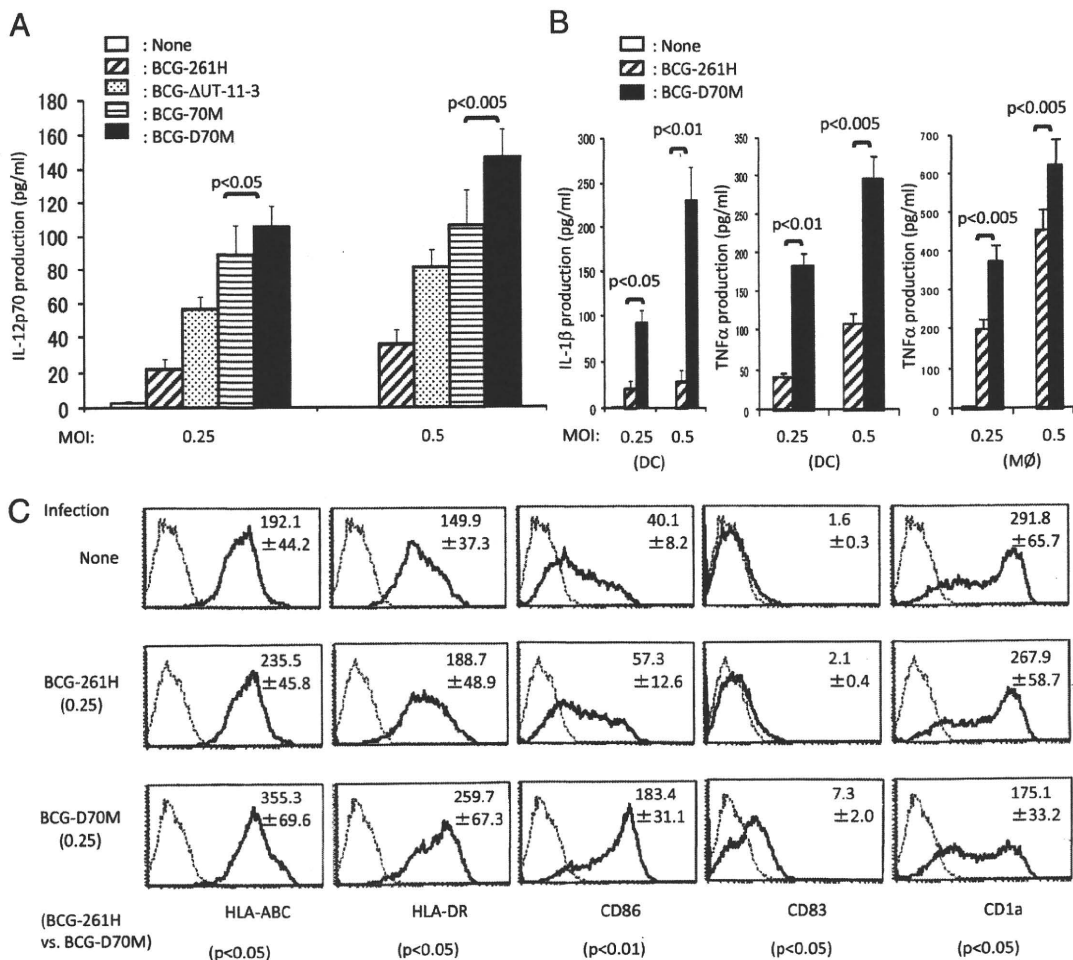 A
: None
: BCG-261H
: BCG-ΔUT-11-3
: BCG-70M
: BCG-D70M
IL-12p70 production (pg/ml)
180
160
140
120
100
80
60
40
20
0
p<0.05
p<0.005
MOI: 0.25 0.5
B
: None
: BCG-261H
: BCG-D70M
IL-1β production (pg/ml)
300
250
200
150
100
50
0
p<0.05
p<0.01
MOI: 0.25 0.5
(DC)
TNFα production (pg/ml)
400
350
300
250
200
150
100
50
0
p<0.01
p<0.005
0.25 0.5
(DC)
TNFα production (pg/ml)
700
600
500
400
300
200
100
0
p<0.005
p<0.005
0.25 0.5
(MØ)
C
Infection
None
192.1 149.9 40.1 1.6 291.8
±44.2 ±37.3 ±8.2 ±0.3 ±65.7
BCG-261H
(0.25)
235.5 188.7 57.3 2.1 267.9
±45.8 ±48.9 ±12.6 ±0.4 ±58.7
BCG-D70M
(0.25)
355.3 259.7 183.4 7.3 175.1
±69.6 ±67.3 ±31.1 ±2.0 ±33.2
HLA-ABC HLA-DR CD86 CD83 CD1a
(BCG-261H
vs. BCG-D70M)
(p<0.05) (p<0.05) (p<0.01) (p<0.05) (p<0.05)